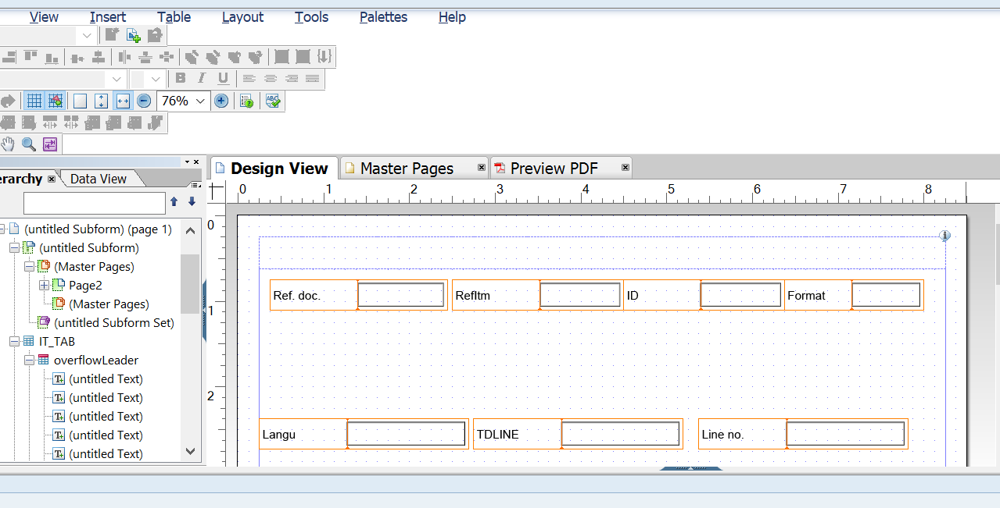 View Insert Table Layout Tools Palettes Help
B I U
76%
ABC
erarchy Data View
Design View Master Pages Preview PDF
0 1 2 3 4 5 6 7 8
(untitled Subform) (page 1)
(untitled Subform)
(Master Pages)
Page2
(Master Pages)
(untitled Subform Set)
IT_TAB
overflowLeader
(untitled Text)
(untitled Text)
(untitled Text)
(untitled Text)
(untitled Text)
0
Ref. doc. RefItm ID Format
1
2
Langu TDLINE Line no.